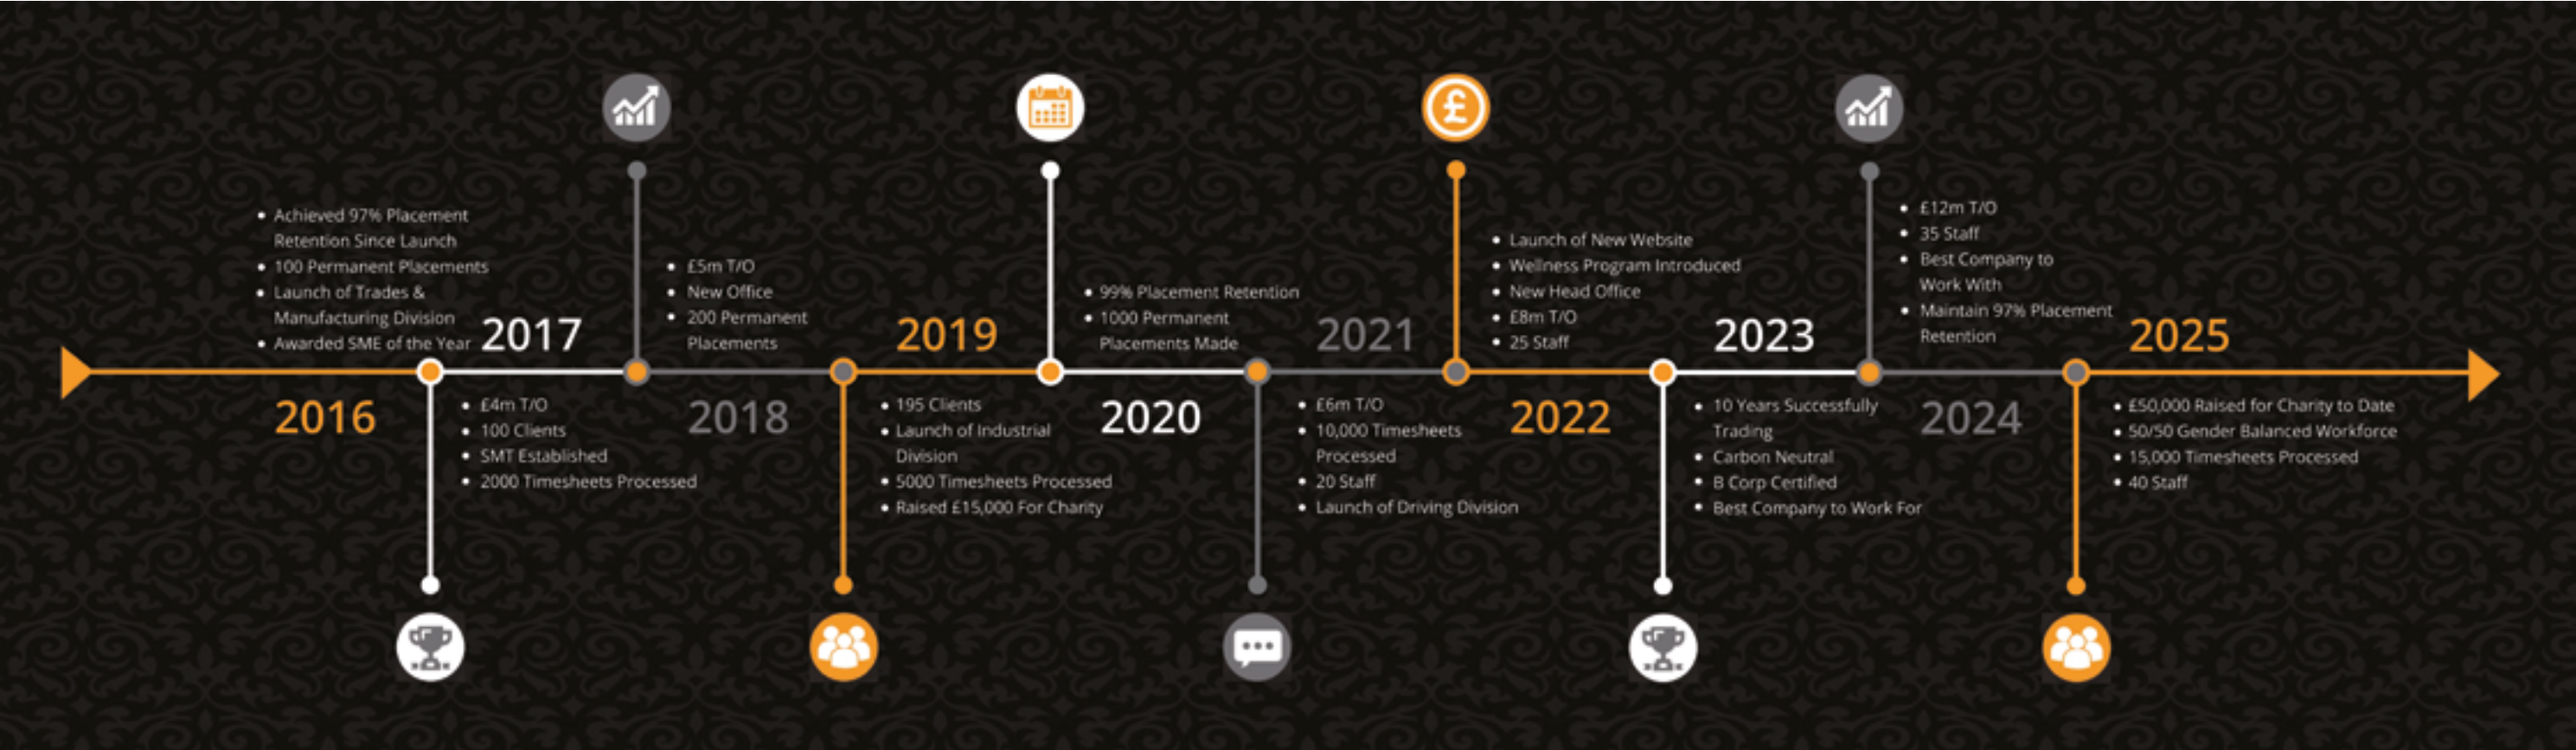 Achieved 97% Placement
Retention Since Launch
100 Permanent Placements
Launch of Trades &
Manufacturing Division
Awarded SME of the Year
2016
2017
£4m T/O
100 Clients
SMT Established
2000 Timesheets Processed
£5m T/O
New Office
200 Permanent
Placements
2018
2019
195 Clients
Launch of Industrial
Division
5000 Timesheets Processed
Raised £15,000 For Charity
99% Placement Retention
1000 Permanent
Placements Made
2020
2021
£6m T/O
10,000 Timesheets
Processed
20 Staff
Launch of Driving Division
£
Launch of New Website
Wellness Program Introduced
New Head Office
£8m T/O
25 Staff
2022
2023
10 Years Successfully
Trading
Carbon Neutral
B Corp Certified
Best Company to Work For
£12m T/O
35 Staff
Best Company to
Work With
Maintain 97% Placement
Retention
2024
2025
£50,000 Raised for Charity to Date
50/50 Gender Balanced Workforce
15,000 Timesheets Processed
40 Staff